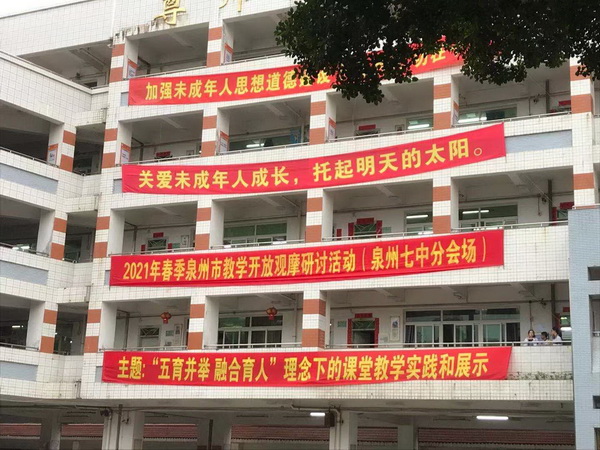 尊
加强未成年人思想道德
关爱未成年人成长，托起明天的太阳。
2021年春季泉州市教学开放观摩研讨活动（泉州七中分会场）
主题：“五育并举 融合育人”理念下的课堂教学实践和展示